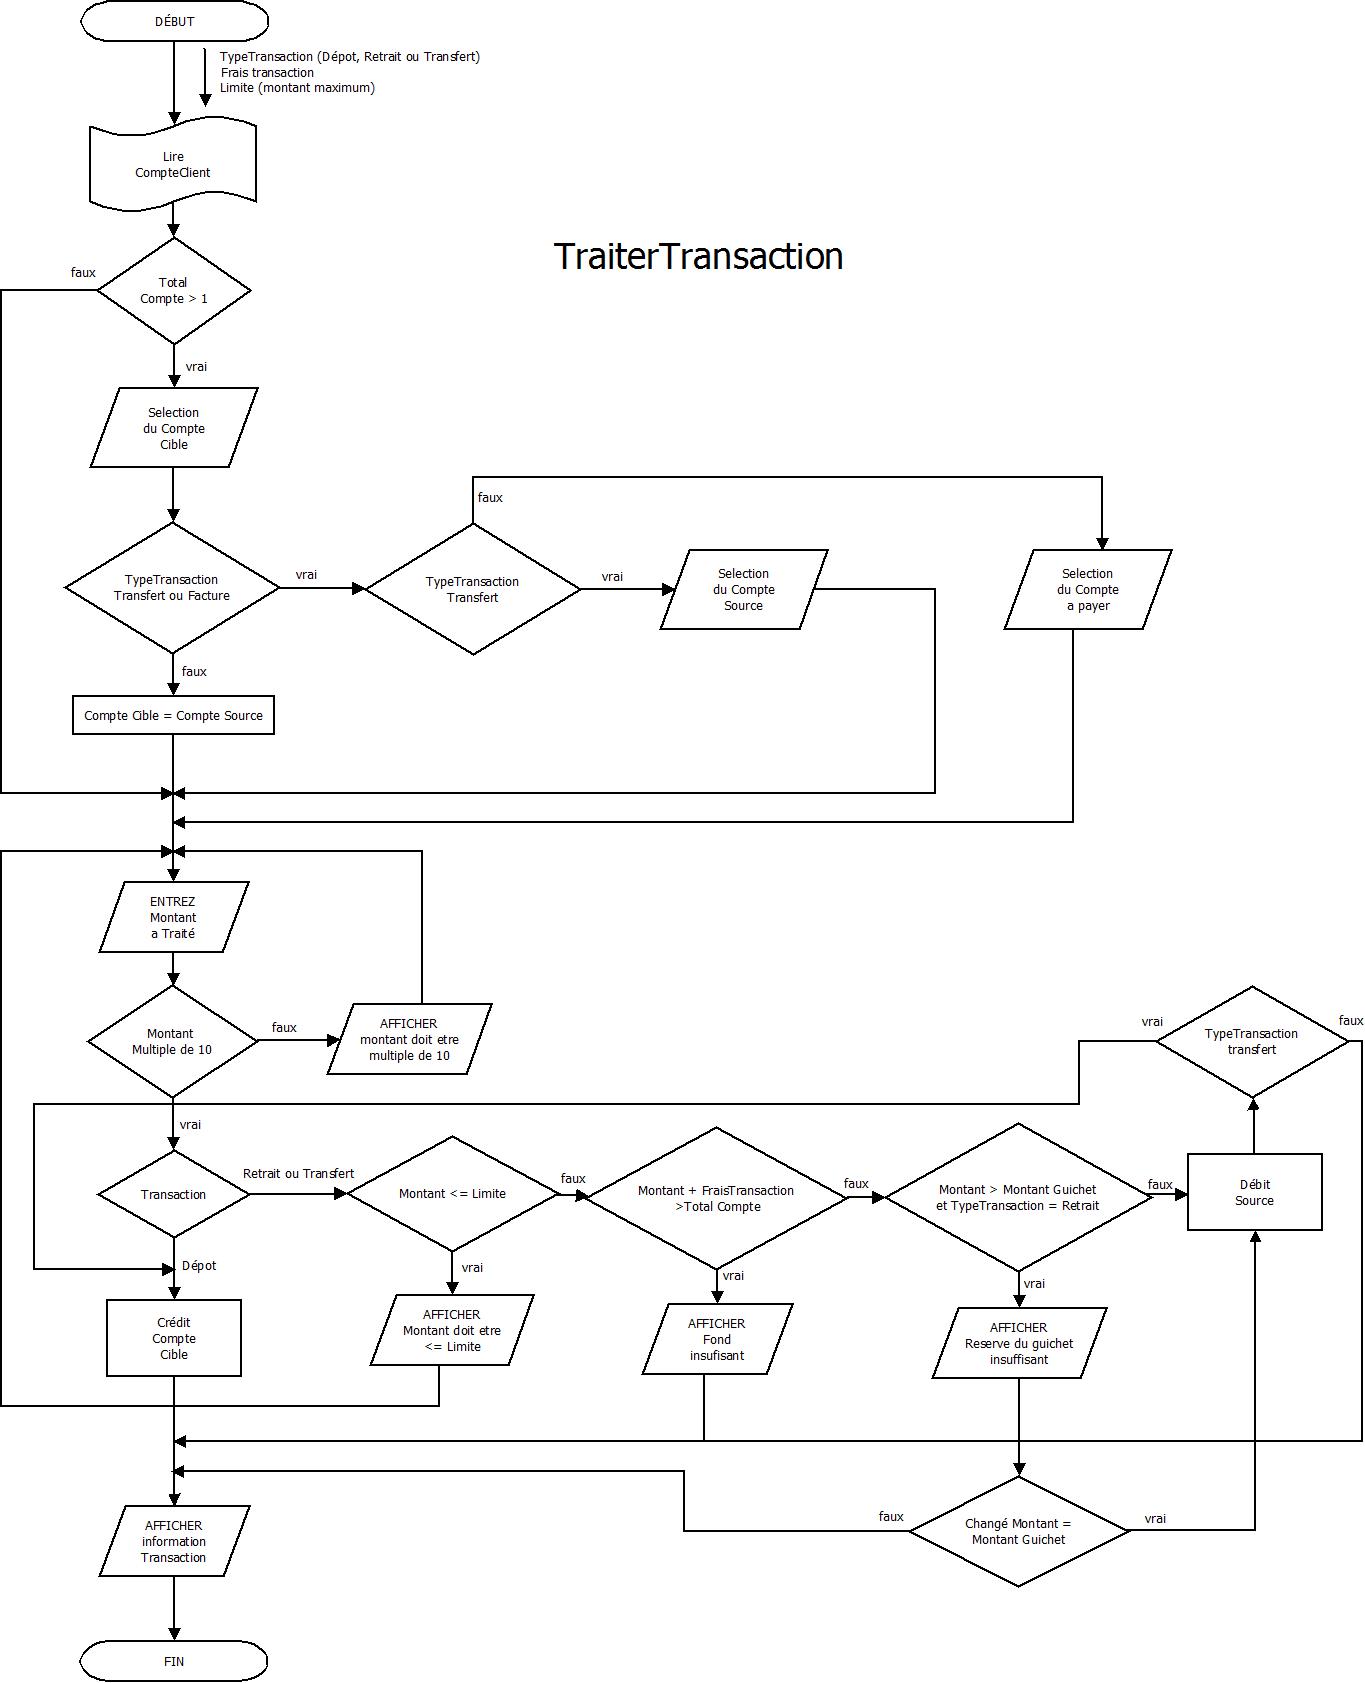 DÉBUT
TypeTransaction (Dépot, Retrait ou Transfert)
Frais transaction
Limite (montant maximum)
Lire
CompteClient
TraiterTransaction
faux
Total
Compte > 1
vrai
Selection
du Compte
Cible
faux
TypeTransaction
Transfert ou Facture
vrai
TypeTransaction
Transfert
vrai
Selection
du Compte
Source
Selection
du Compte
a payer
faux
Compte Cible = Compte Source
ENTREZ
Montant
a Traité
Montant
Multiple de 10
faux
AFFICHER
montant doit etre
multiple de 10
vrai
TypeTransaction
transfert
faux
vrai
Transaction
Retrait ou Transfert
Montant <= Limite
faux
Montant + FraisTransaction
>Total Compte
faux
Montant > Montant Guichet
et TypeTransaction = Retrait
faux
Débit
Source
Dépot
vrai
vrai
vrai
Crédit
Compte
Cible
AFFICHER
Montant doit etre
<= Limite
AFFICHER
Fond
insufisant
AFFICHER
Reserve du guichet
insuffisant
faux
Changé Montant =
Montant Guichet
vrai
AFFICHER
information
Transaction
FIN